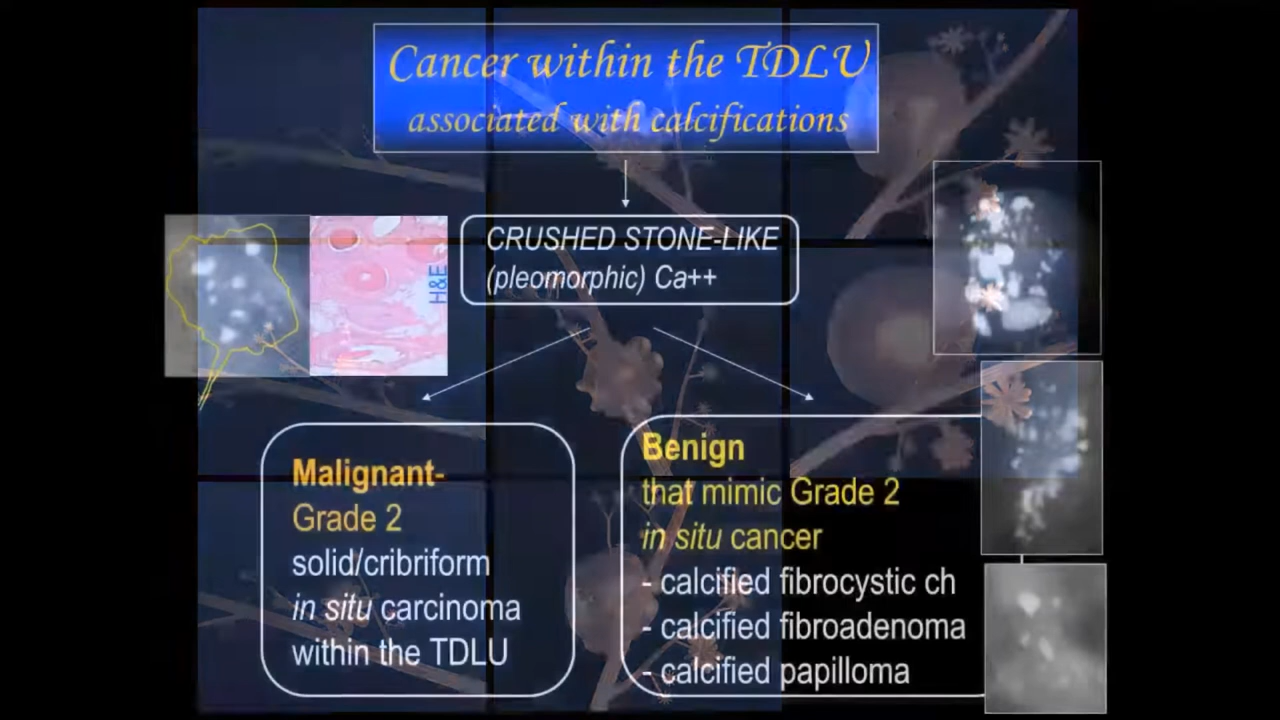 Cancer within the TDLU
associated with calcifications
CRUSHED STONE-LIKE
(pleomorphic) Ca++
H&E
Malignant-
Grade 2
solid/cribriform
in situ carcinoma
within the TDLU
Benign
that mimic Grade 2
in situ cancer
- calcified fibrocystic ch
- calcified fibroadenoma
- calcified papilloma